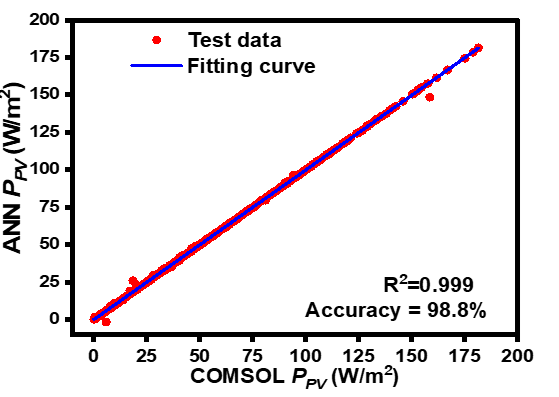 200
175
150
125
100
75
50
25
0
ANN P_PV (W/m²)
Test data
Fitting curve
R²=0.999
Accuracy = 98.8%
0 25 50 75 100 125 150 175 200
COMSOL P_PV (W/m²)